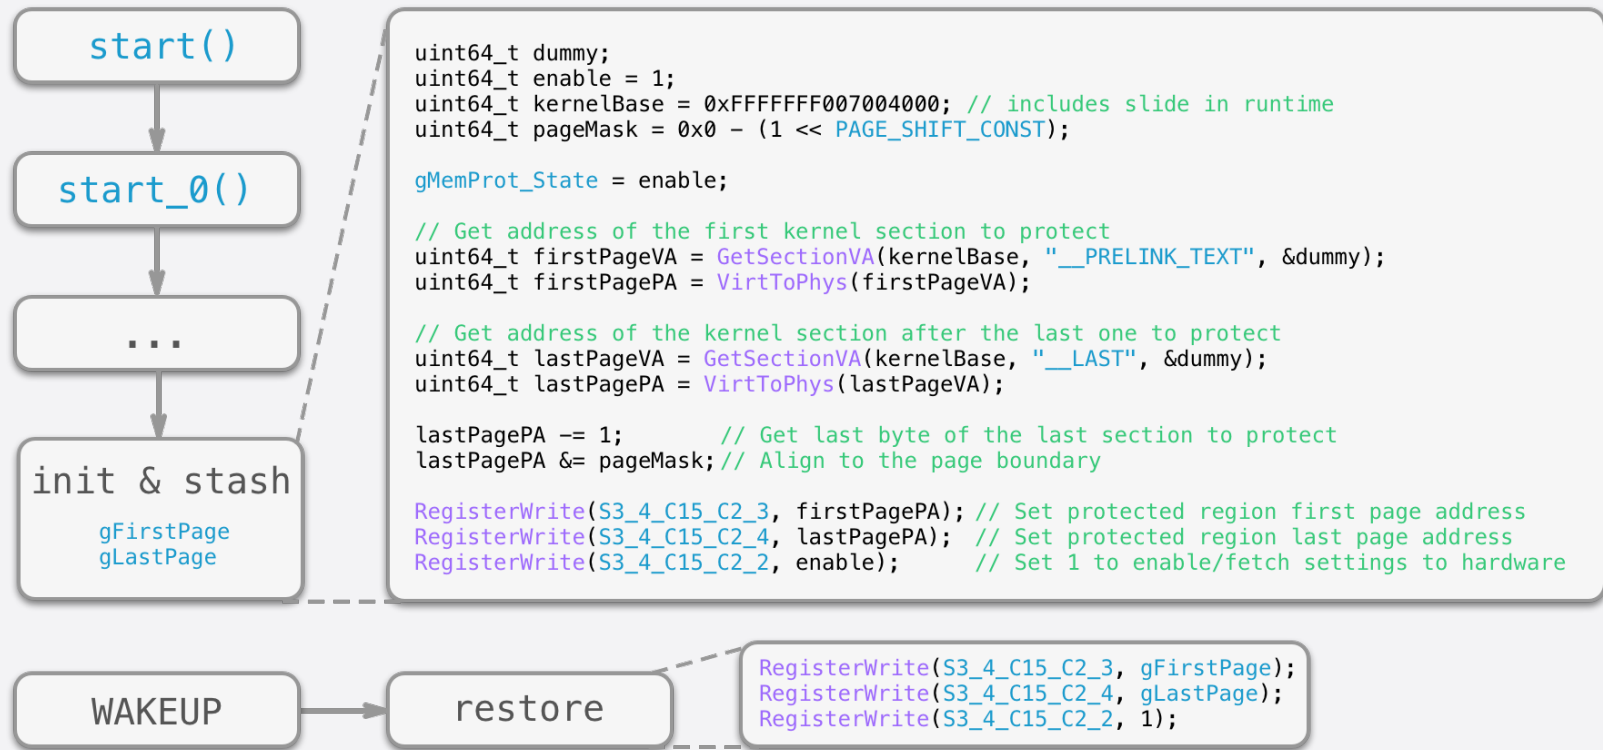 start()
start_0()
...
init & stash
gFirstPage
gLastPage
uint64_t dummy;
uint64_t enable = 1;
uint64_t kernelBase = 0xFFFFFFF007004000; // includes slide in runtime
uint64_t pageMask = 0x0 − (1 << PAGE_SHIFT_CONST);
gMemProt_State = enable;
// Get address of the first kernel section to protect
uint64_t firstPageVA = GetSectionVA(kernelBase, "__PRELINK_TEXT", &dummy);
uint64_t firstPagePA = VirtToPhys(firstPageVA);
// Get address of the kernel section after the last one to protect
uint64_t lastPageVA = GetSectionVA(kernelBase, "__LAST", &dummy);
uint64_t lastPagePA = VirtToPhys(lastPageVA);
lastPagePA −= 1; // Get last byte of the last section to protect
lastPagePA &= pageMask; // Align to the page boundary
RegisterWrite(S3_4_C15_C2_3, firstPagePA); // Set protected region first page address
RegisterWrite(S3_4_C15_C2_4, lastPagePA); // Set protected region last page address
RegisterWrite(S3_4_C15_C2_2, enable); // Set 1 to enable/fetch settings to hardware
WAKEUP
restore
RegisterWrite(S3_4_C15_C2_3, gFirstPage);
RegisterWrite(S3_4_C15_C2_4, gLastPage);
RegisterWrite(S3_4_C15_C2_2, 1);